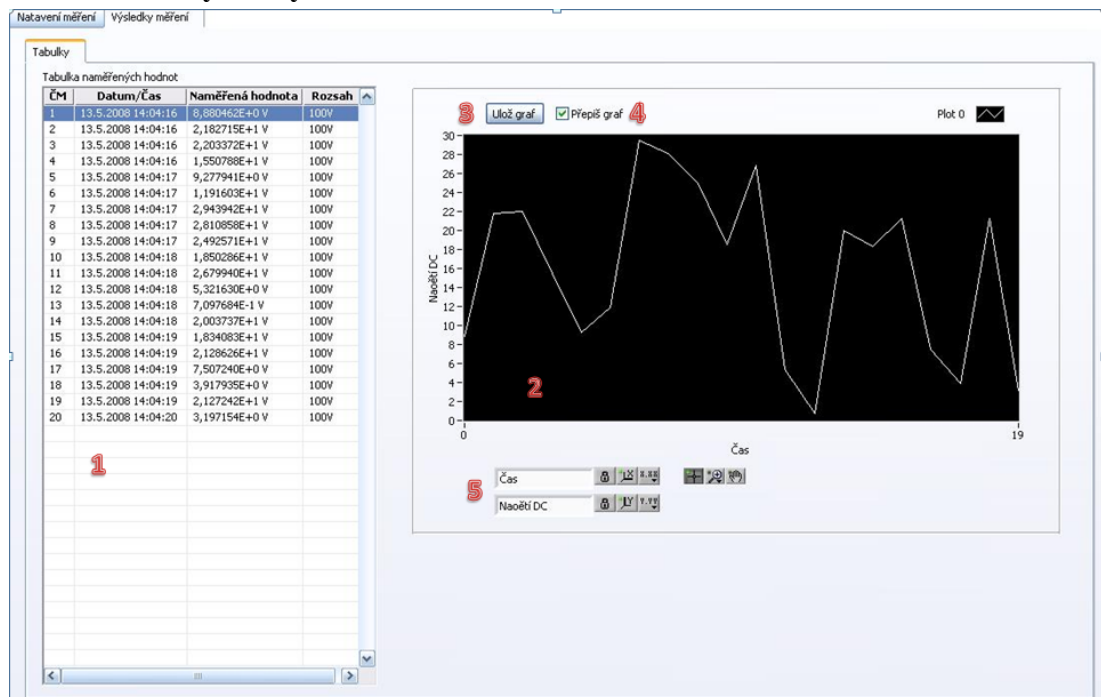 Natavení měření Výsledky měření
Tabulky
Tabulka naměřených hodnot
ČM Datum/Čas Naměřená hodnota Rozsah
1 13.5.2008 14:04:16 8,880462E+0 V 100V
2 13.5.2008 14:04:16 2,182715E+1 V 100V
3 13.5.2008 14:04:16 2,203372E+1 V 100V
4 13.5.2008 14:04:16 1,550788E+1 V 100V
5 13.5.2008 14:04:17 9,277941E+0 V 100V
6 13.5.2008 14:04:17 1,191603E+1 V 100V
7 13.5.2008 14:04:17 2,943942E+1 V 100V
8 13.5.2008 14:04:17 2,810858E+1 V 100V
9 13.5.2008 14:04:17 2,492571E+1 V 100V
10 13.5.2008 14:04:18 1,850286E+1 V 100V
11 13.5.2008 14:04:18 2,679940E+1 V 100V
12 13.5.2008 14:04:18 5,321630E+0 V 100V
13 13.5.2008 14:04:18 7,097684E-1 V 100V
14 13.5.2008 14:04:18 2,003737E+1 V 100V
15 13.5.2008 14:04:19 1,834083E+1 V 100V
16 13.5.2008 14:04:19 2,128626E+1 V 100V
17 13.5.2008 14:04:19 7,507240E+0 V 100V
18 13.5.2008 14:04:19 3,917935E+0 V 100V
19 13.5.2008 14:04:19 2,127242E+1 V 100V
20 13.5.2008 14:04:20 3,197154E+0 V 100V
1
3 Ulož graf Přepiš graf 4 Plot 0
30
28
26
24
22
20
18
16
14
12
10
8
6
4
2
0
Naoětí DC
2
0 19
Čas
5
Čas X X.XX
Naoětí DC Y Y.YY